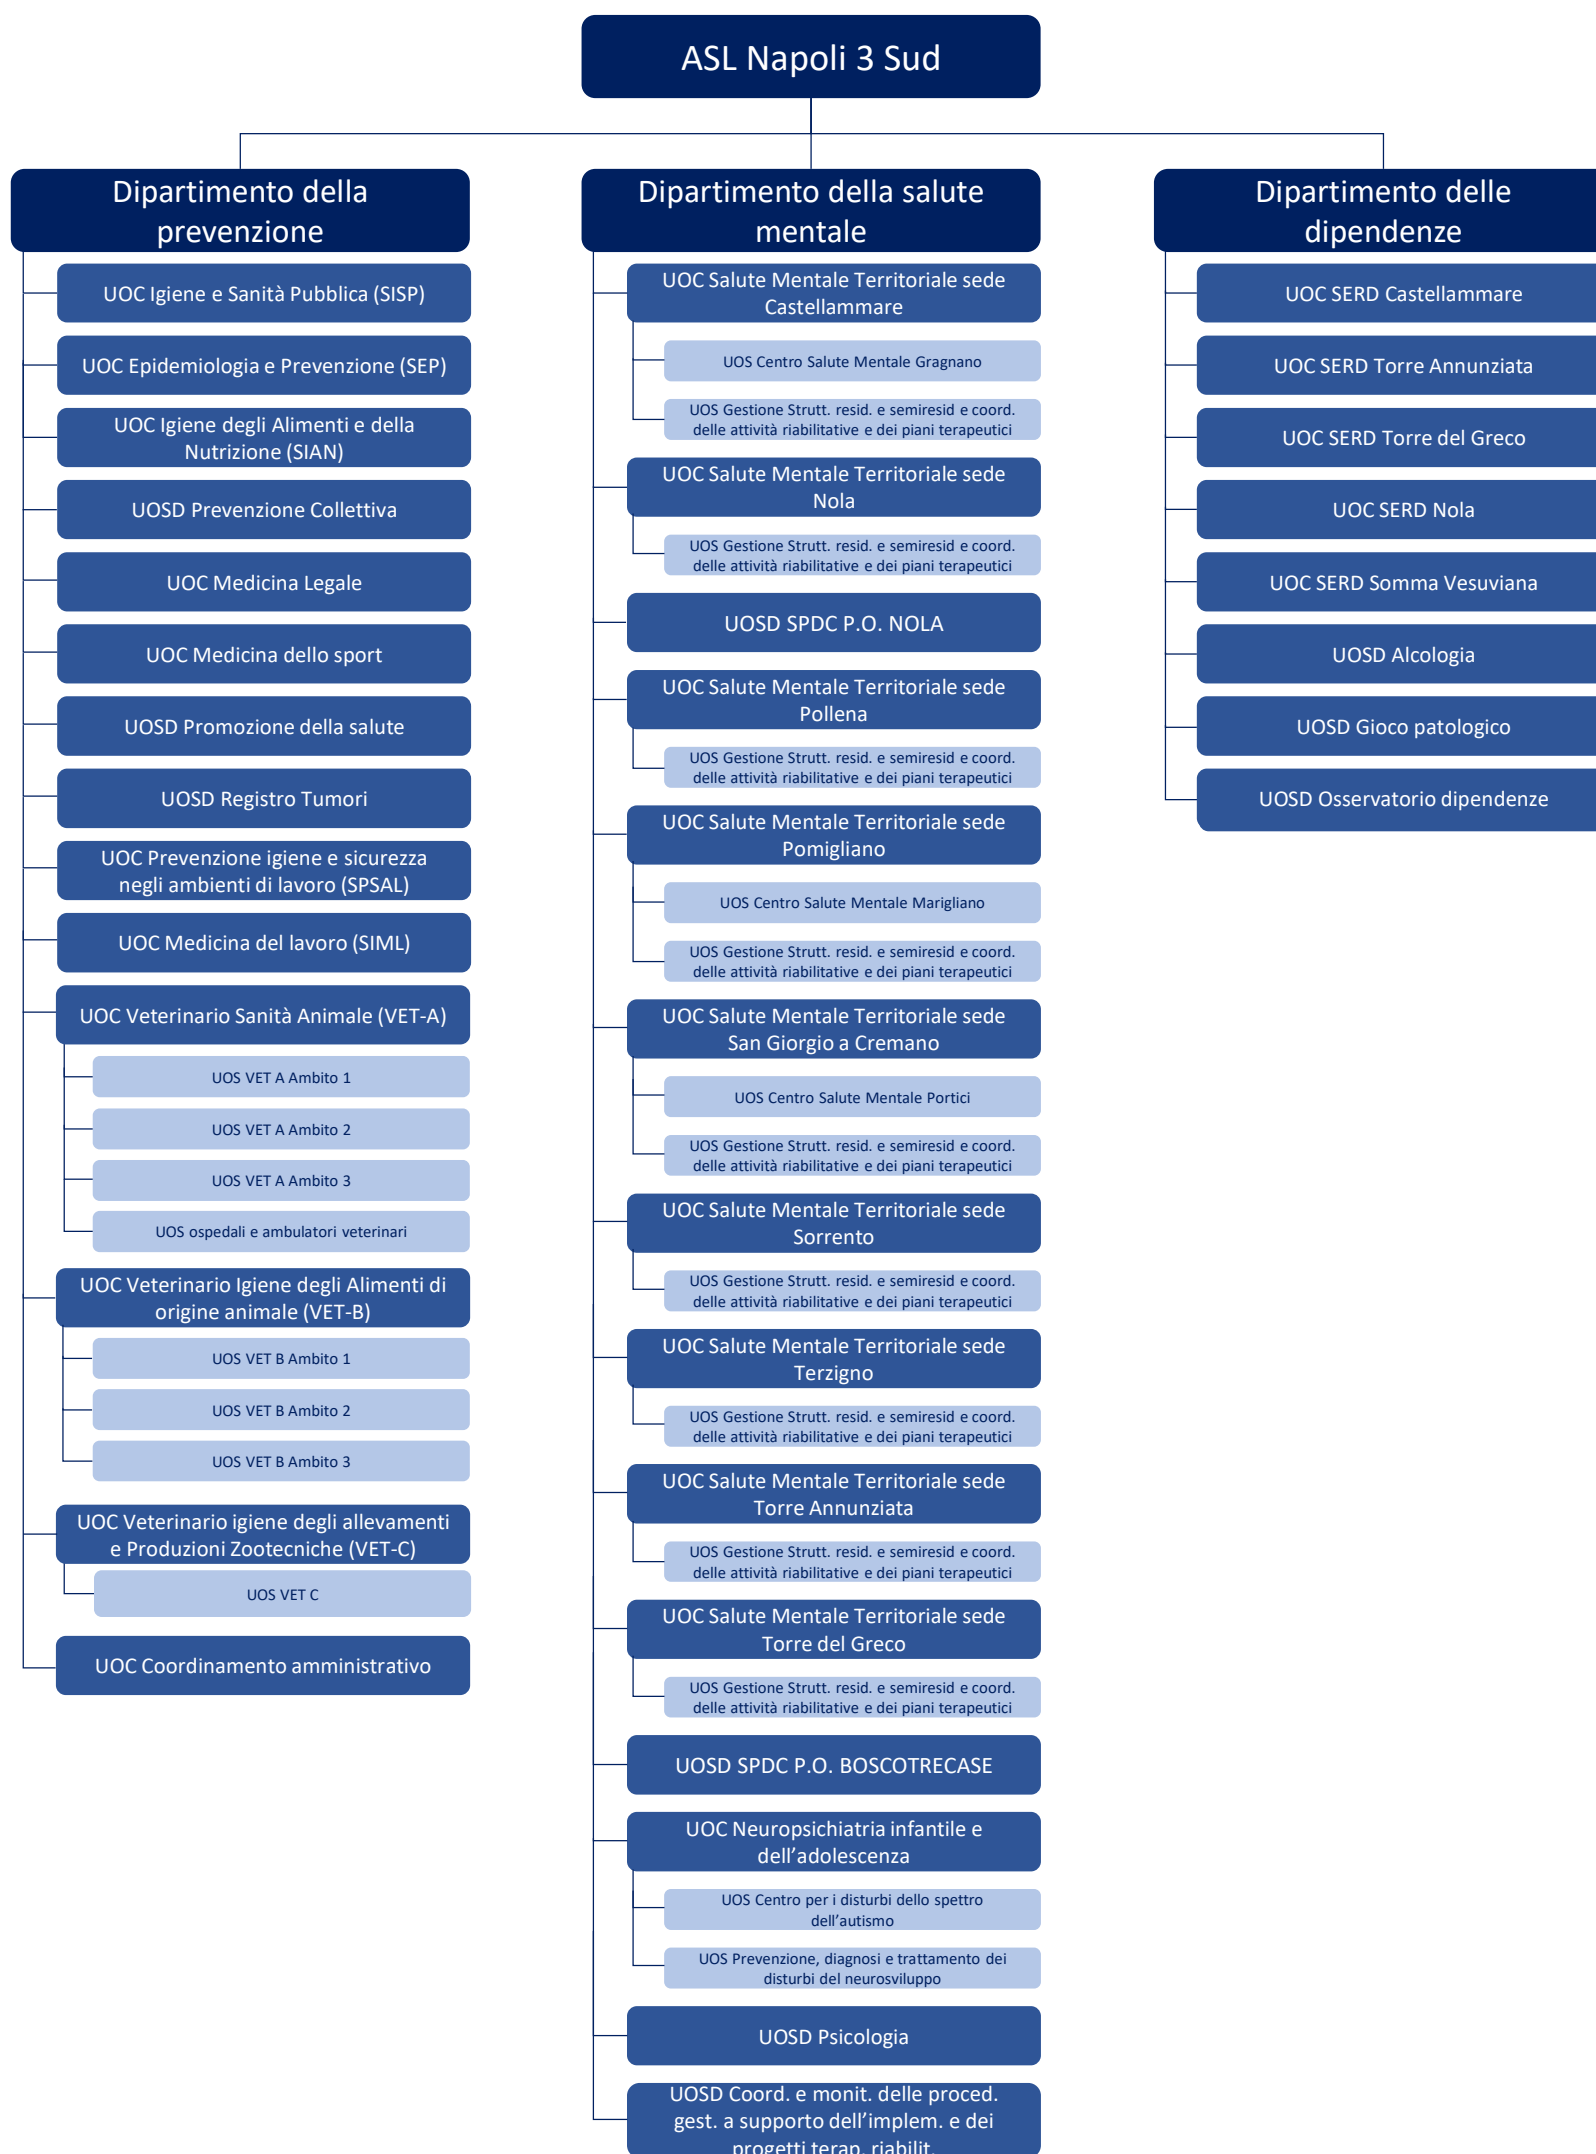 ASL Napoli 3 Sud
Dipartimento della
prevenzione
UOC Igiene e Sanità Pubblica (SISP)
UOC Epidemiologia e Prevenzione (SEP)
UOC Igiene degli Alimenti e della
Nutrizione (SIAN)
UOSD Prevenzione Collettiva
UOC Medicina Legale
UOC Medicina dello sport
UOSD Promozione della salute
UOSD Registro Tumori
UOC Prevenzione igiene e sicurezza
negli ambienti di lavoro (SPSAL)
UOC Medicina del lavoro (SIML)
UOC Veterinario Sanità Animale (VET-A)
UOS VET A Ambito 1
UOS VET A Ambito 2
UOS VET A Ambito 3
UOS ospedali e ambulatori veterinari
UOC Veterinario Igiene degli Alimenti di
origine animale (VET-B)
UOS VET B Ambito 1
UOS VET B Ambito 2
UOS VET B Ambito 3
UOC Veterinario igiene degli allevamenti
e Produzioni Zootecniche (VET-C)
UOS VET C
UOC Coordinamento amministrativo
Dipartimento della salute
mentale
UOC Salute Mentale Territoriale sede
Castellammare
UOS Centro Salute Mentale Gragnano
UOS Gestione Strutt. resid. e semiresid e coord.
delle attività riabilitative e dei piani terapeutici
UOC Salute Mentale Territoriale sede
Nola
UOS Gestione Strutt. resid. e semiresid e coord.
delle attività riabilitative e dei piani terapeutici
UOSD SPDC P.O. NOLA
UOC Salute Mentale Territoriale sede
Pollena
UOS Gestione Strutt. resid. e semiresid e coord.
delle attività riabilitative e dei piani terapeutici
UOC Salute Mentale Territoriale sede
Pomigliano
UOS Centro Salute Mentale Marigliano
UOS Gestione Strutt. resid. e semiresid e coord.
delle attività riabilitative e dei piani terapeutici
UOC Salute Mentale Territoriale sede
San Giorgio a Cremano
UOS Centro Salute Mentale Portici
UOS Gestione Strutt. resid. e semiresid e coord.
delle attività riabilitative e dei piani terapeutici
UOC Salute Mentale Territoriale sede
Sorrento
UOS Gestione Strutt. resid. e semiresid e coord.
delle attività riabilitative e dei piani terapeutici
UOC Salute Mentale Territoriale sede
Terzigno
UOS Gestione Strutt. resid. e semiresid e coord.
delle attività riabilitative e dei piani terapeutici
UOC Salute Mentale Territoriale sede
Torre Annunziata
UOS Gestione Strutt. resid. e semiresid e coord.
delle attività riabilitative e dei piani terapeutici
UOC Salute Mentale Territoriale sede
Torre del Greco
UOS Gestione Strutt. resid. e semiresid e coord.
delle attività riabilitative e dei piani terapeutici
UOSD SPDC P.O. BOSCOTRECASE
UOC Neuropsichiatria infantile e
dell’adolescenza
UOS Centro per i disturbi dello spettro
dell’autismo
UOS Prevenzione, diagnosi e trattamento dei
disturbi del neurosviluppo
UOSD Psicologia
UOSD Coord. e monit. delle proced.
gest. a supporto dell’implem. e dei
progetti terap. riabilit.
Dipartimento delle
dipendenze
UOC SERD Castellammare
UOC SERD Torre Annunziata
UOC SERD Torre del Greco
UOC SERD Nola
UOC SERD Somma Vesuviana
UOSD Alcologia
UOSD Gioco patologico
UOSD Osservatorio dipendenze